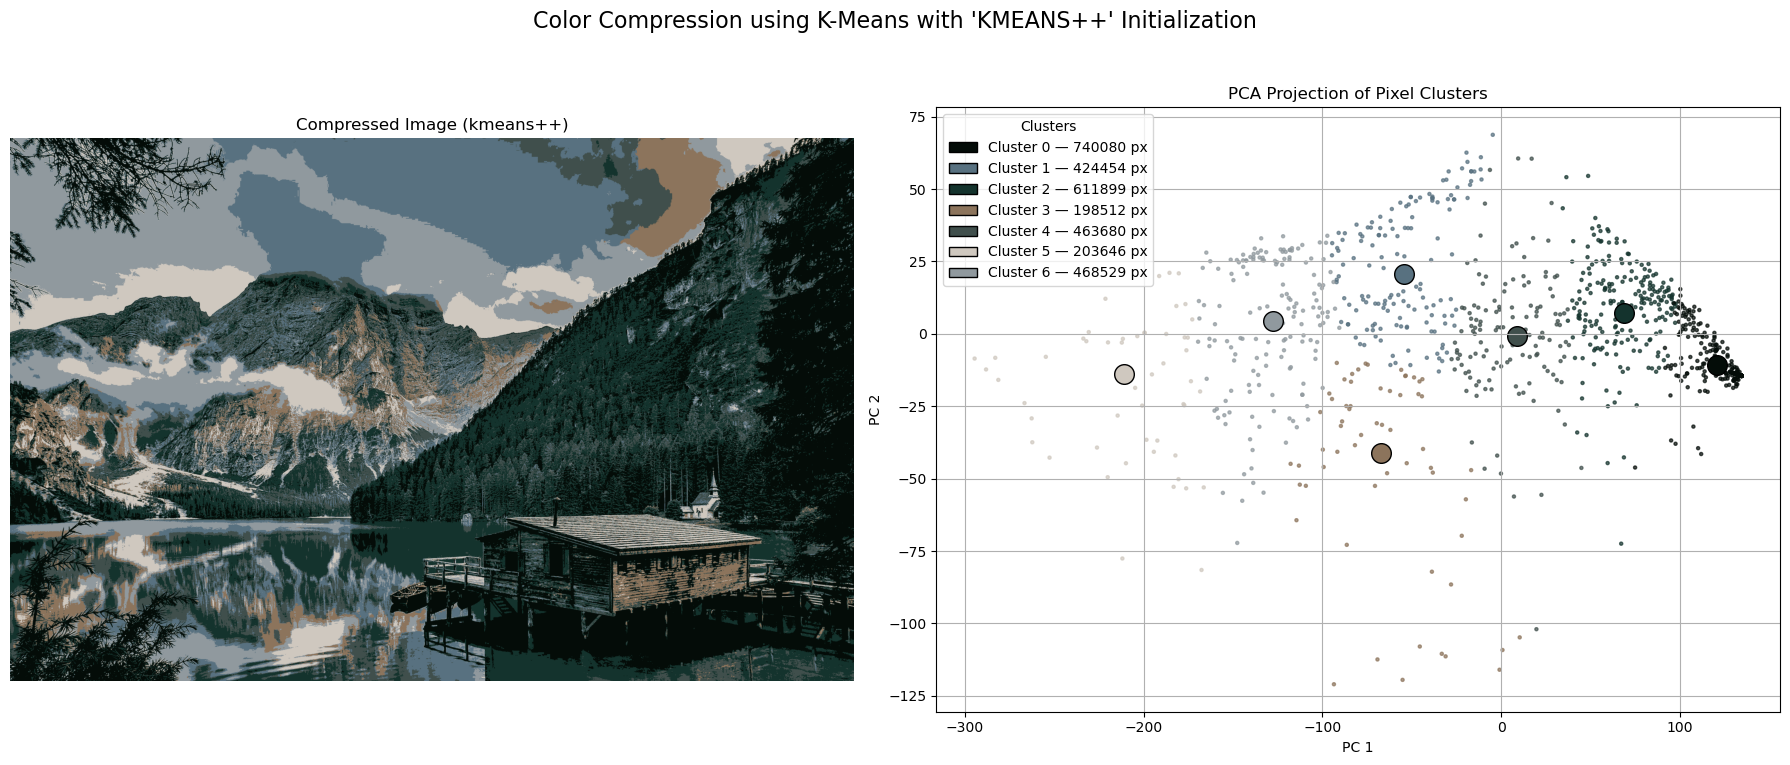 Color Compression using K-Means with 'KMEANS++' Initialization
Compressed Image (kmeans++)
PCA Projection of Pixel Clusters
Clusters
Cluster 0 — 740080 px
Cluster 1 — 424454 px
Cluster 2 — 611899 px
Cluster 3 — 198512 px
Cluster 4 — 463680 px
Cluster 5 — 203646 px
Cluster 6 — 468529 px
PC 2
75
50
25
0
−25
−50
−75
−100
−125
−300
−200
−100
0
100
PC 1